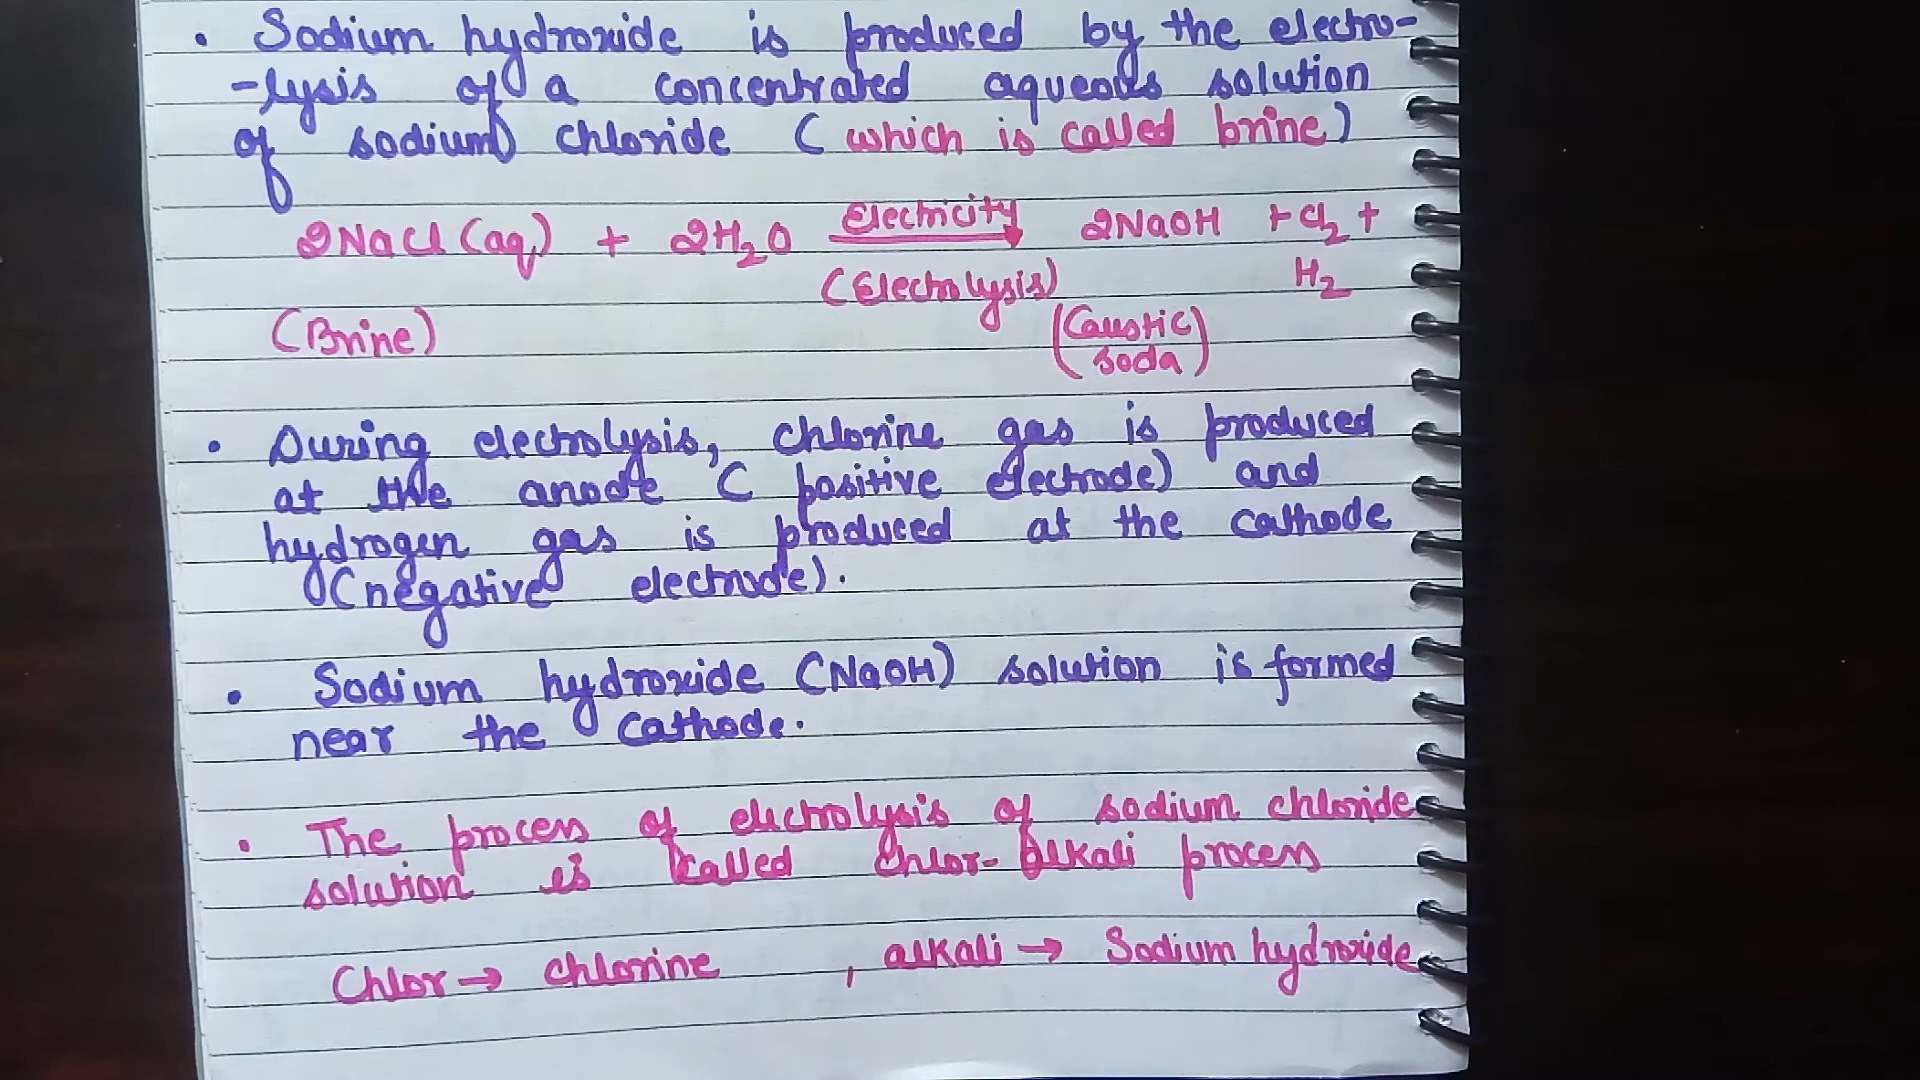 • Sodium hydroxide is produced by the electro-
-lysis of a concentrated aqueous solution
of sodium chloride ( which is called brine)
2NaCl (aq) + 2H₂O Electricity 2NaOH + Cl₂ +
(Electrolysis) H₂
(Brine) (Caustic
soda)
• During electrolysis, chlorine gas is produced
at the anode ( positive electrode) and
hydrogen gas is produced at the cathode
(negative electrode).
• Sodium hydroxide (NaOH) solution is formed
near the cathode.
• The process of electrolysis of sodium chloride
solution is called chlor-alkali process
Chlor → chlorine , alkali → Sodium hydroxide